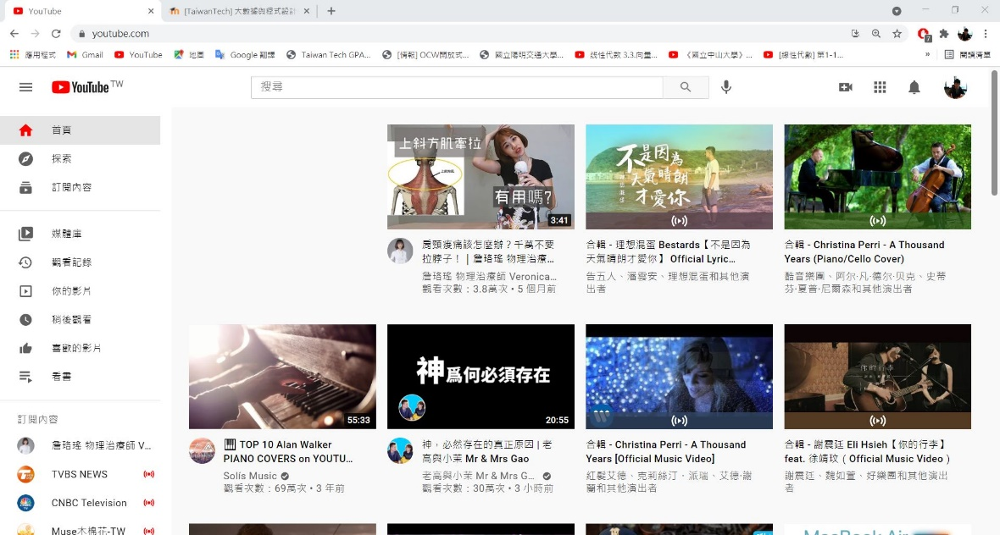 YouTube
[TaiwanTech] 大數據與程式設計
youtube.com
7
應用程式
Gmail
YouTube
地圖
Google 翻譯
Taiwan Tech GPA...
[情報] OCW開放式...
國立陽明交通大學...
线性代数 3.3.向量...
《國立中山大學》...
[線性代數] 第1-1...
»
閱讀清單
YouTube TW
搜尋
首頁
探索
訂閱內容
媒體庫
觀看記錄
你的影片
稍後觀看
喜歡的影片
看書
訂閱內容
詹珞瑤 物理治療師 V...
TVBS NEWS
CNBC Television
Muse木棉花-TW
上斜方肌牽拉
有用嗎?
3:41
肩頸痠痛該怎麼辦？千萬不要
拉脖子！ | 詹珞瑤 物理治療...
詹珞瑤 物理治療師 Veronica...
觀看次數：3.8萬次 • 5 個月前
不是因為
天氣晴朗
才愛你
合輯 - 理想混蛋 Bestards【不是因為
天氣晴朗才愛你】Official Lyric...
告五人、潘雲安、理想混蛋和其他演
出者
合輯 - Christina Perri - A Thousand
Years (Piano/Cello Cover)
酷音樂團、阿尔·凡·德尔·贝克、史蒂
芬·夏普·尼爾森和其他演出者
55:33
TOP 10 Alan Walker
PIANO COVERS on YOUTU...
Solís Music
觀看次數：69萬次 • 3 年前
神為何必須存在
20:55
神，必然存在的真正原因 | 老
高與小茉 Mr & Mrs Gao
老高與小茉 Mr & Mrs G...
觀看次數：30萬次 • 3 小時前
合輯 - Christina Perri - A Thousand
Years [Official Music Video]
紅髮艾德、克莉絲汀．派瑞、艾德·谢
蘭和其他演出者
你的行李
合輯 - 謝震廷 Eli Hsieh【你的行李】
feat. 徐靖玟（Official Music Video）
謝震廷、魏如萱、好樂團和其他演出
者
MacBook Air